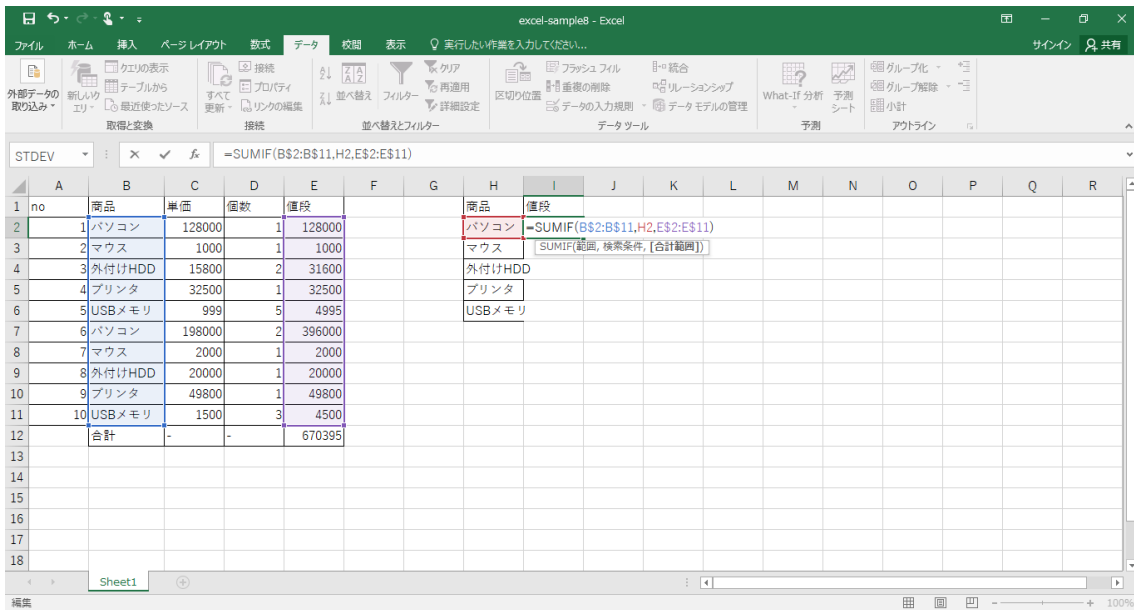 excel-sample8 - Excel
ファイル ホーム 挿入 ページ レイアウト 数式 データ 校閲 表示 実行したい作業を入力してください... サインイン 共有
外部データの取り込み 新しいクエリ クエリの表示 テーブルから 最近使ったソース すべて更新 接続 プロパティ リンクの編集 並べ替え フィルター クリア 再適用 詳細設定 区切り位置 フラッシュ フィル 重複の削除 データの入力規則 統合 リレーションシップ データ モデルの管理 What-If 分析 予測シート グループ化 グループ解除 小計
取得と変換 接続 並べ替えとフィルター データ ツール 予測 アウトライン
STDEV fx =SUMIF(B$2:B$11,H2,E$2:E$11)
A B C D E F G H I J K L M N O P Q R
1 no 商品 単価 個数 値段 商品 値段
2 1 パソコン 128000 1 128000 パソコン =SUMIF(B$2:B$11,H2,E$2:E$11)
3 2 マウス 1000 1 1000 マウス SUMIF(範囲, 検索条件, [合計範囲])
4 3 外付けHDD 15800 2 31600 外付けHDD
5 4 プリンタ 32500 1 32500 プリンタ
6 5 USBメモリ 999 5 4995 USBメモリ
7 6 パソコン 198000 2 396000
8 7 マウス 2000 1 2000
9 8 外付けHDD 20000 1 20000
10 9 プリンタ 49800 1 49800
11 10 USBメモリ 1500 3 4500
12 合計 - - 670395
13
14
15
16
17
18
Sheet1
編集 100%